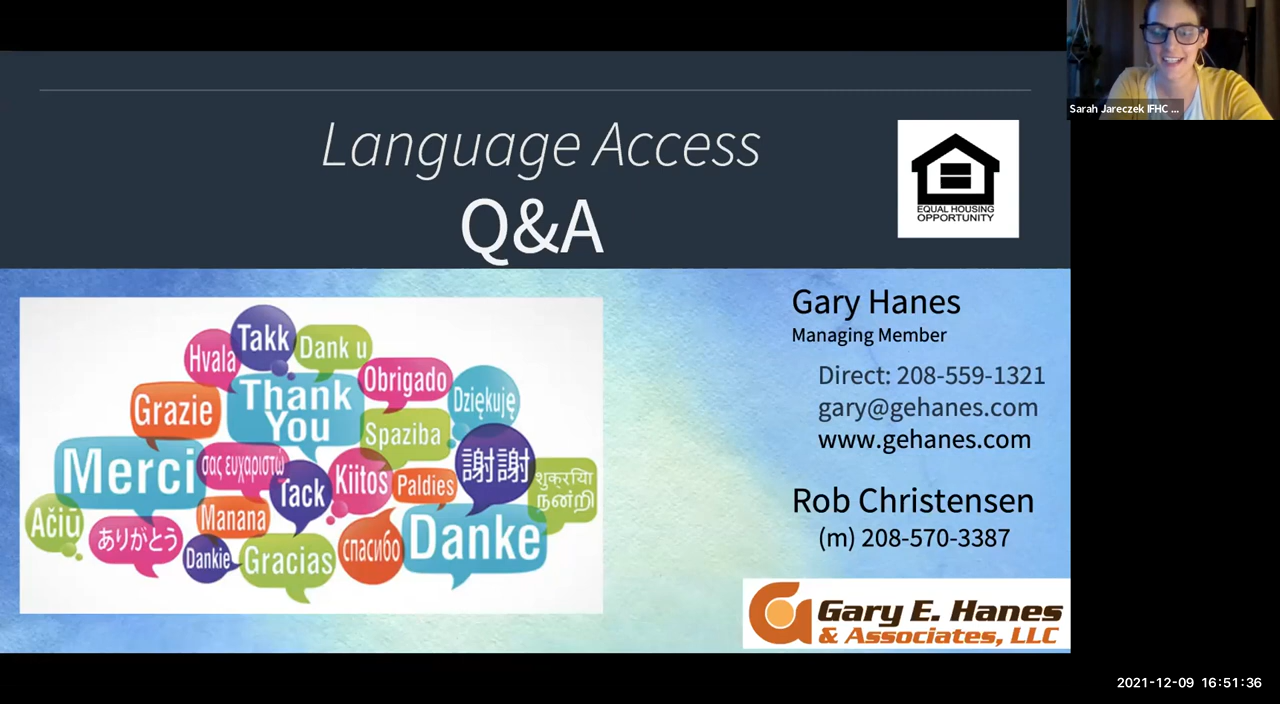 Sarah Jareczek IFHC ...
Language Access
Q&A
EQUAL HOUSING
OPPORTUNITY
Gary Hanes
Managing Member
Direct: 208-559-1321
gary@gehanes.com
www.gehanes.com
Rob Christensen
(m) 208-570-3387
Gary E. Hanes
& Associates, LLC
Takk
Hvala
Dank u
Obrigado
Thank
You
Grazie
Dziękuję
Spaziba
Merci
σας ευχαριστώ
Tack
Kiitos
Paldies
謝謝
शुक्रिया
நன்றி
Ačiū
ありがとう
Manana
Dankie
Gracias
спасибо
Danke
2021-12-09 16:51:36